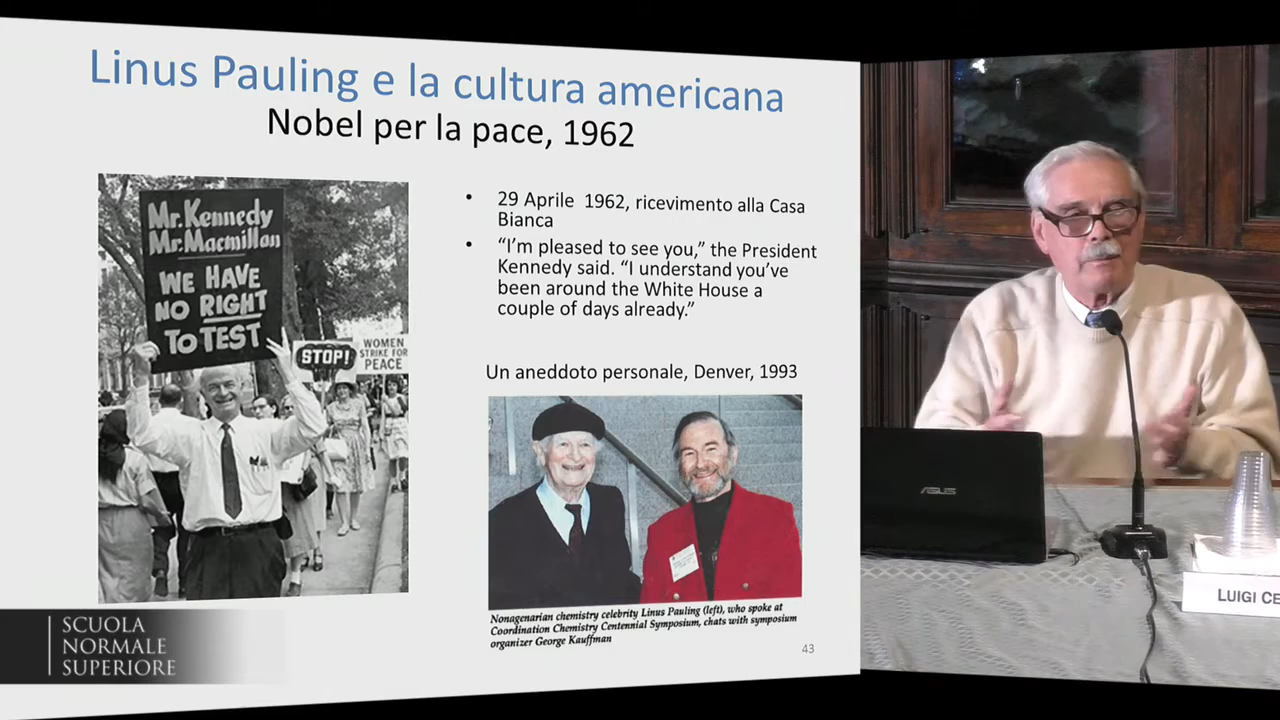 Linus Pauling e la cultura americana
Nobel per la pace, 1962
Mr. Kennedy
Mr. Macmillan
WE HAVE
NO RIGHT
TO TEST
STOP!
WOMEN
STRIKE FOR
PEACE
• 29 Aprile 1962, ricevimento alla Casa
Bianca
• “I’m pleased to see you,” the President
Kennedy said. “I understand you’ve
been around the White House a
couple of days already.”
Un aneddoto personale, Denver, 1993
Nonagenarian chemistry celebrity Linus Pauling (left), who spoke at
Coordination Chemistry Centennial Symposium, chats with symposium
organizer George Kauffman
43
SCUOLA
NORMALE
SUPERIORE
ASUS
LUIGI CE